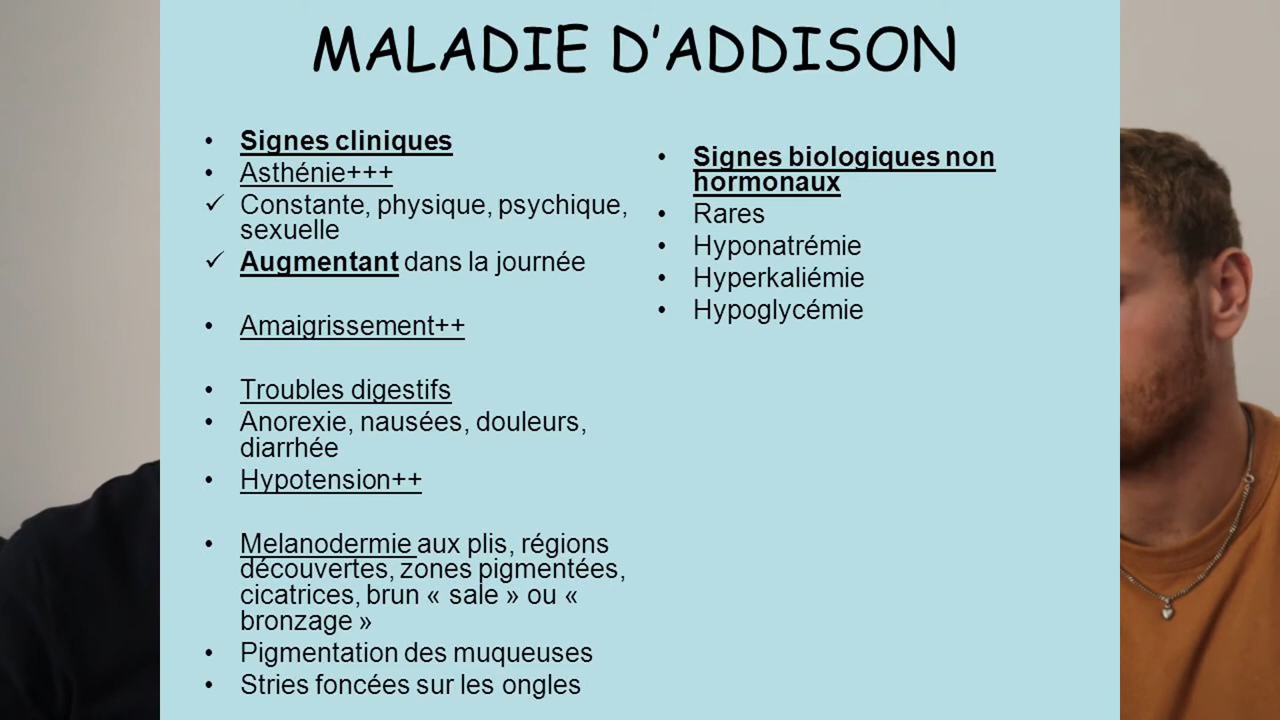 MALADIE D’ADDISON
• Signes cliniques
• Asthénie+++
✓ Constante, physique, psychique,
sexuelle
✓ Augmentant dans la journée
• Amaigrissement++
• Troubles digestifs
• Anorexie, nausées, douleurs,
diarrhée
• Hypotension++
• Melanodermie aux plis, régions
découvertes, zones pigmentées,
cicatrices, brun « sale » ou «
bronzage »
• Pigmentation des muqueuses
• Stries foncées sur les ongles
• Signes biologiques non
hormonaux
• Rares
• Hyponatrémie
• Hyperkaliémie
• Hypoglycémie